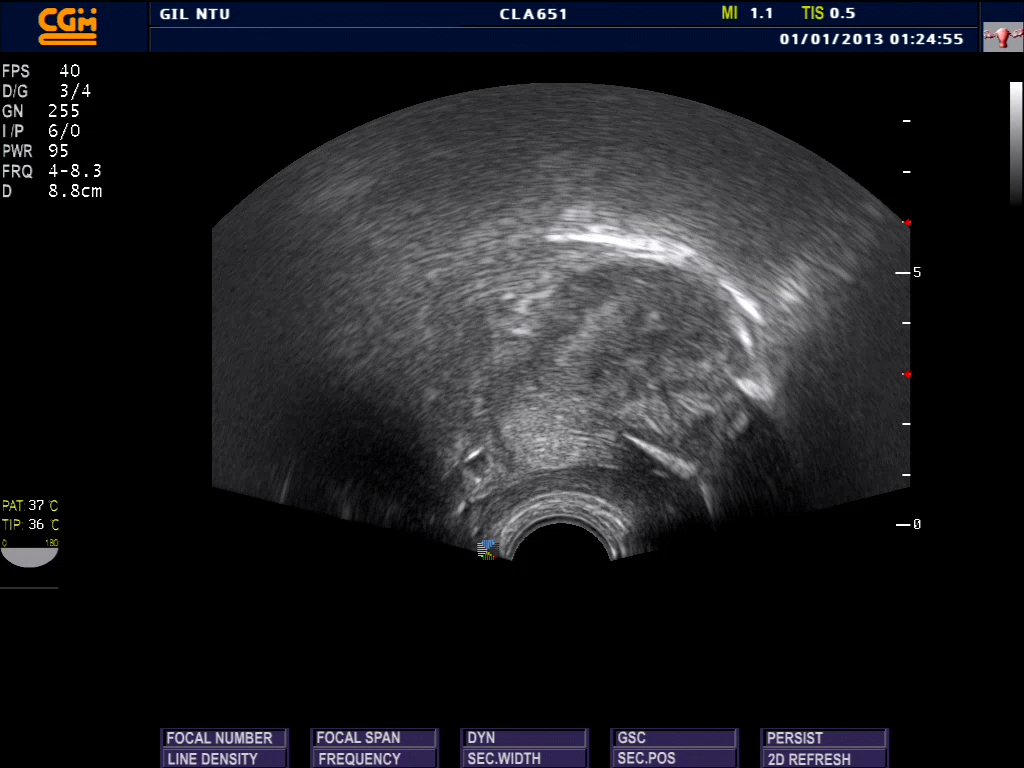 CGM
GIL NTU CLA651 MI 1.1 TIS 0.5
01/01/2013 01:24:55
FPS 40
D/G 3/4
GN 255
I/P 6/0
PWR 95
FRQ 4-8.3
D 8.8cm
5
PAT: 37 ℃
TIP: 36 ℃
0 180
0
FOCAL NUMBER FOCAL SPAN DYN GSC PERSIST
LINE DENSITY FREQUENCY SEC.WIDTH SEC.POS 2D REFRESH